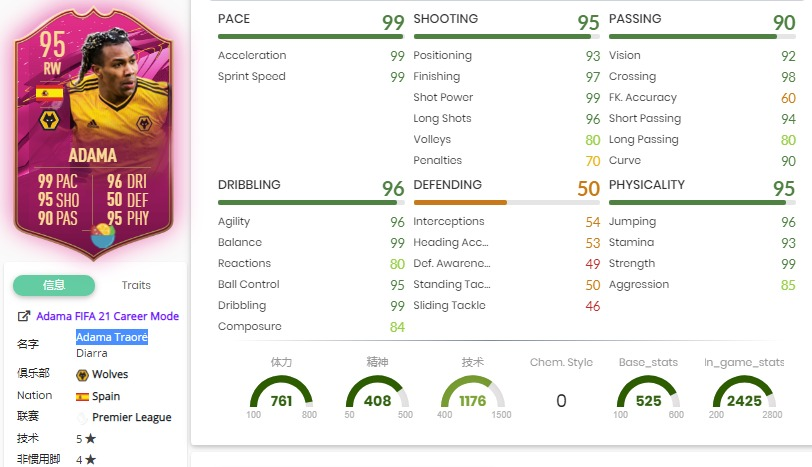 95
RW
ADAMA
99 PAC 96 DRI
95 SHO 50 DEF
90 PAS 95 PHY
信息 Traits
Adama FIFA 21 Career Mode
名字 Adama Traoré
Diarra
俱乐部 Wolves
Nation Spain
联赛 Premier League
技术 5 ★
非惯用脚 4 ★
PACE 99
Acceleration 99
Sprint Speed 99
SHOOTING 95
Positioning 93
Finishing 97
Shot Power 99
Long Shots 96
Volleys 80
Penalties 70
PASSING 90
Vision 92
Crossing 98
FK. Accuracy 60
Short Passing 94
Long Passing 80
Curve 90
DRIBBLING 96
Agility 96
Balance 99
Reactions 80
Ball Control 95
Dribbling 99
Composure 84
DEFENDING 50
Interceptions 54
Heading Acc... 53
Def. Awarene... 49
Standing Tac... 50
Sliding Tackle 46
PHYSICALITY 95
Jumping 96
Stamina 93
Strength 99
Aggression 85
体力
761
100 800
精神
408
50 500
技术
1176
400 1500
Chem. Style
0
Base_stats
525
100 600
In_game_stats
2425
200 2800